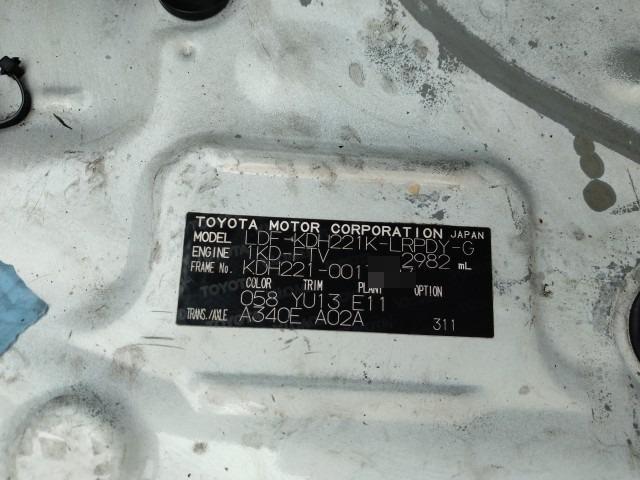 TOYOTA MOTOR CORPORATION JAPAN
MODEL LDF-KDH221K-LRPDY-G
ENGINE 1KD-FTV 2982 mL
FRAME No. KDH221-001
COLOR TRIM PLANT OPTION
058 YU13 E11
TRANS./AXLE A340E A02A 311